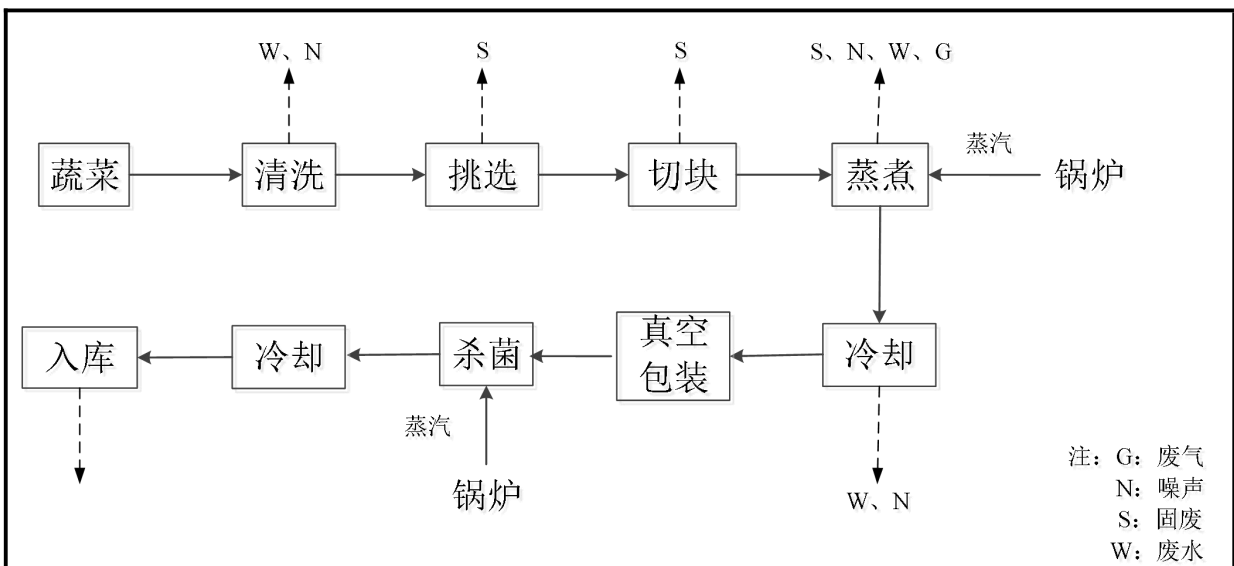 W、N
S
S
S、N、W、G
蔬菜
清洗
挑选
切块
蒸煮
蒸汽
锅炉
入库
冷却
杀菌
真空
包装
冷却
蒸汽
锅炉
W、N
注：G：废气
N：噪声
S：固废
W：废水